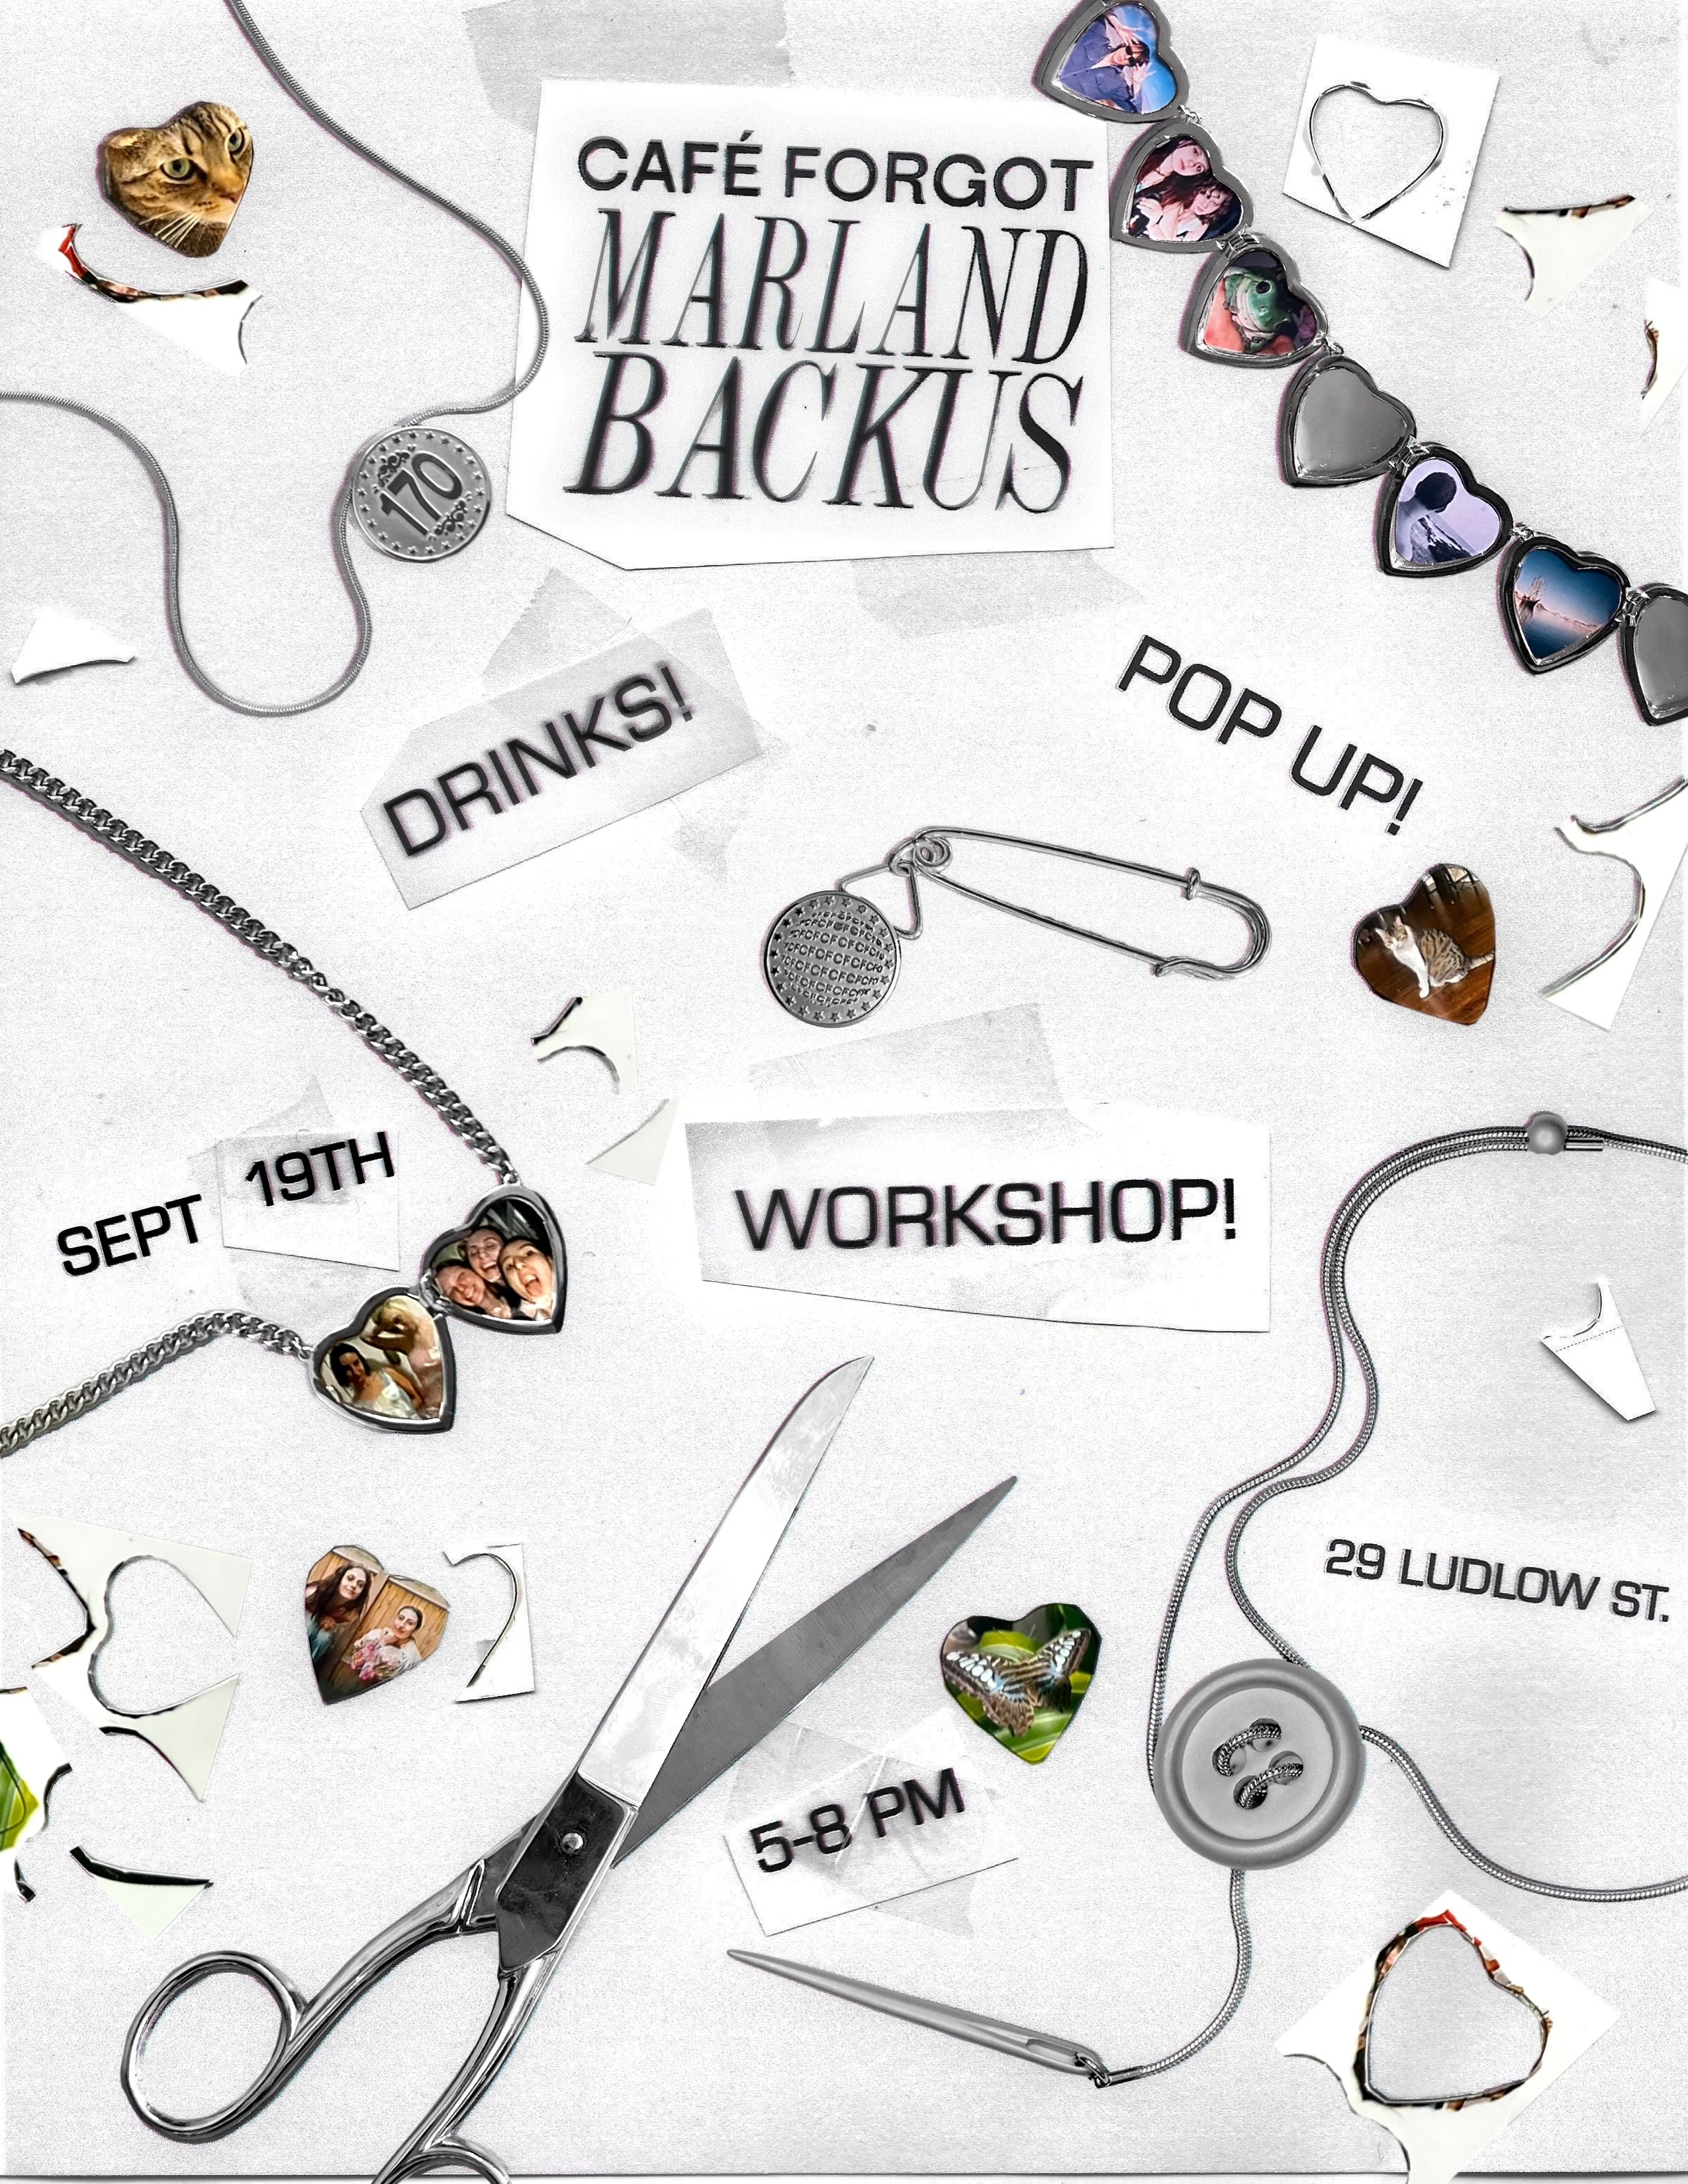 CAFÉ FORGOT
MARLAND
BACKUS
170
DRINKS!
POP UP!
SEPT 19TH
WORKSHOP!
29 LUDLOW ST.
5-8 PM